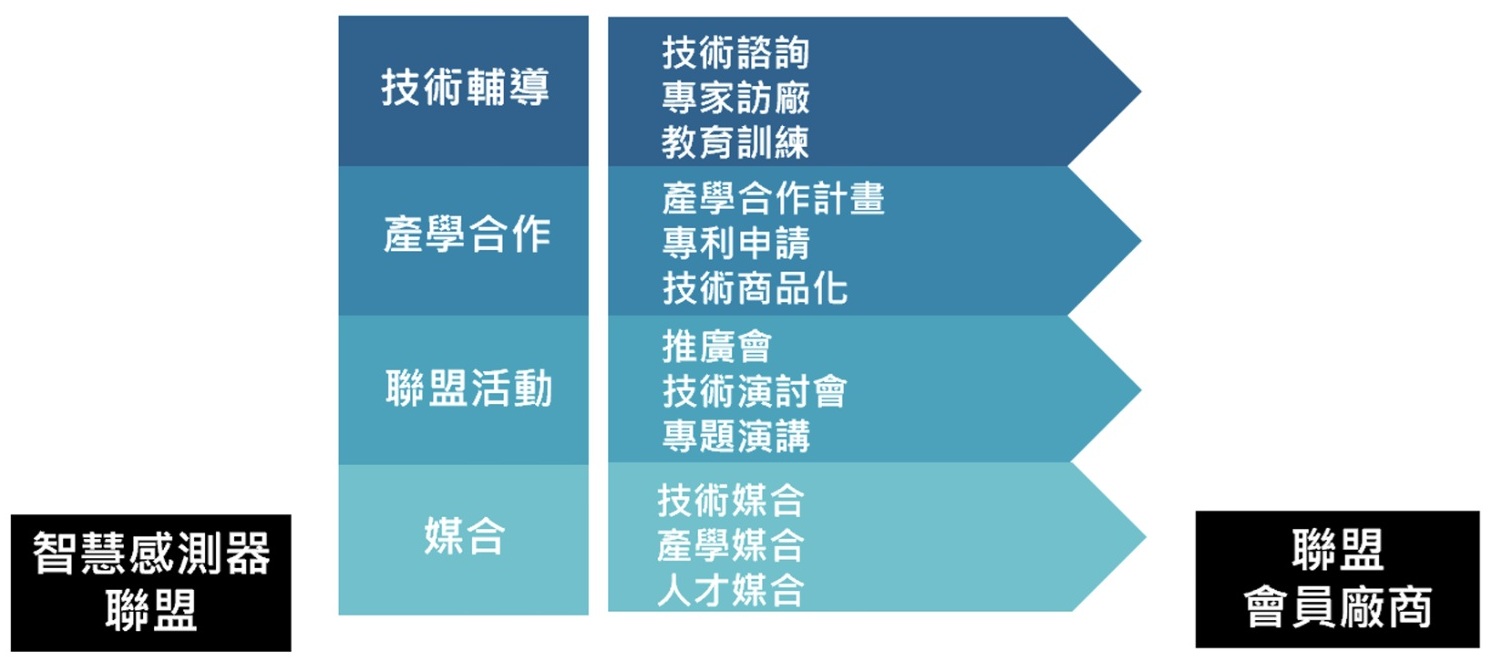 技術輔導
技術諮詢
專家訪廠
教育訓練
產學合作
產學合作計畫
專利申請
技術商品化
聯盟活動
推廣會
技術演討會
專題演講
媒合
技術媒合
產學媒合
人才媒合
智慧感測器
聯盟
聯盟
會員廠商